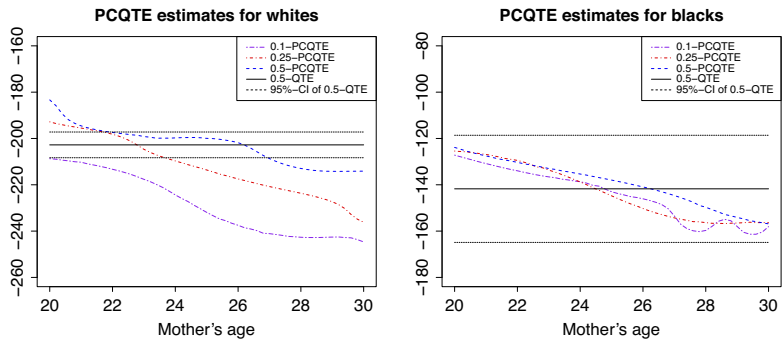 PCQTE estimates for whites
−160
−180
−200
−220
−240
−260
0.1−PCQTE
0.25−PCQTE
0.5−PCQTE
0.5−QTE
95%−CI of 0.5−QTE
20 22 24 26 28 30
Mother's age
PCQTE estimates for blacks
−80
−100
−120
−140
−160
−180
0.1−PCQTE
0.25−PCQTE
0.5−PCQTE
0.5−QTE
95%−CI of 0.5−QTE
20 22 24 26 28 30
Mother's age